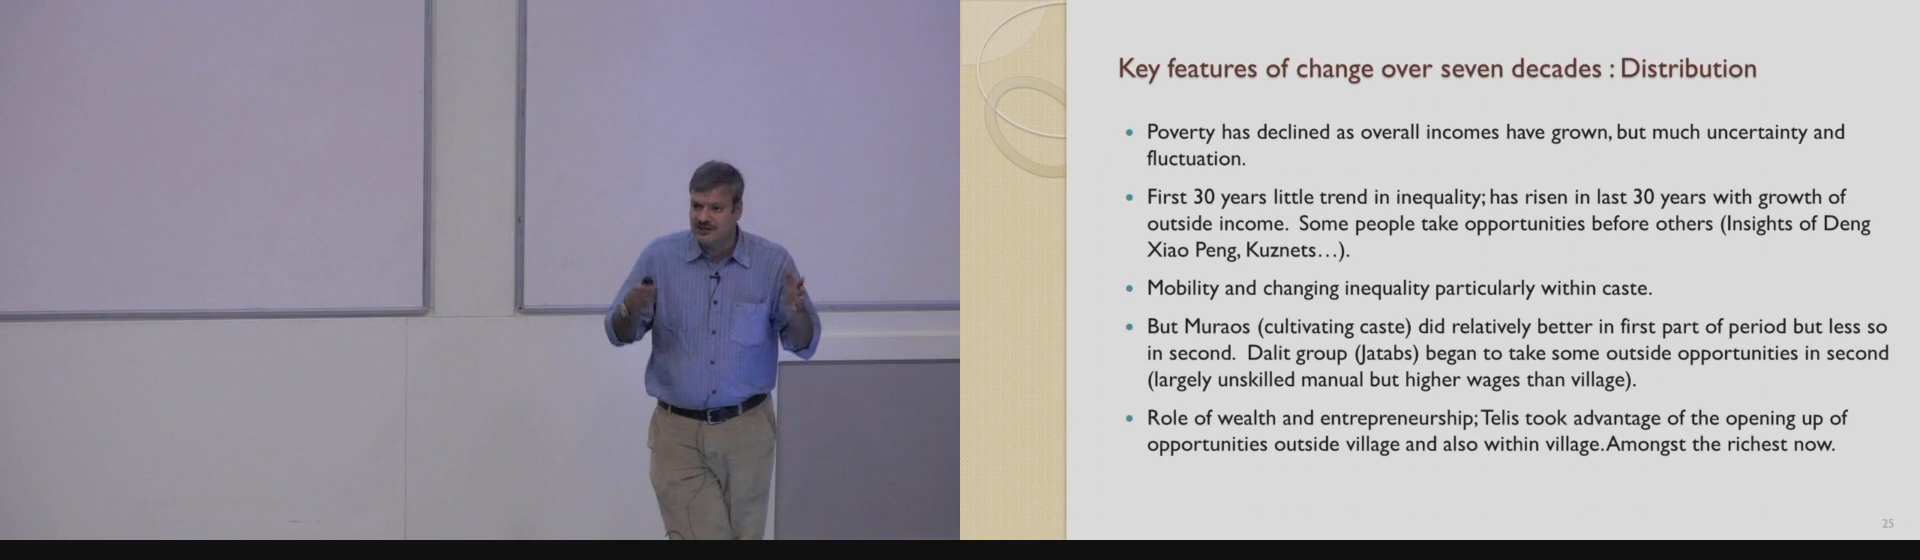 Key features of change over seven decades : Distribution
• Poverty has declined as overall incomes have grown, but much uncertainty and
fluctuation.
• First 30 years little trend in inequality; has risen in last 30 years with growth of
outside income. Some people take opportunities before others (Insights of Deng
Xiao Peng, Kuznets…).
• Mobility and changing inequality particularly within caste.
• But Muraos (cultivating caste) did relatively better in first part of period but less so
in second. Dalit group (Jatabs) began to take some outside opportunities in second
(largely unskilled manual but higher wages than village).
• Role of wealth and entrepreneurship; Telis took advantage of the opening up of
opportunities outside village and also within village. Amongst the richest now.
25